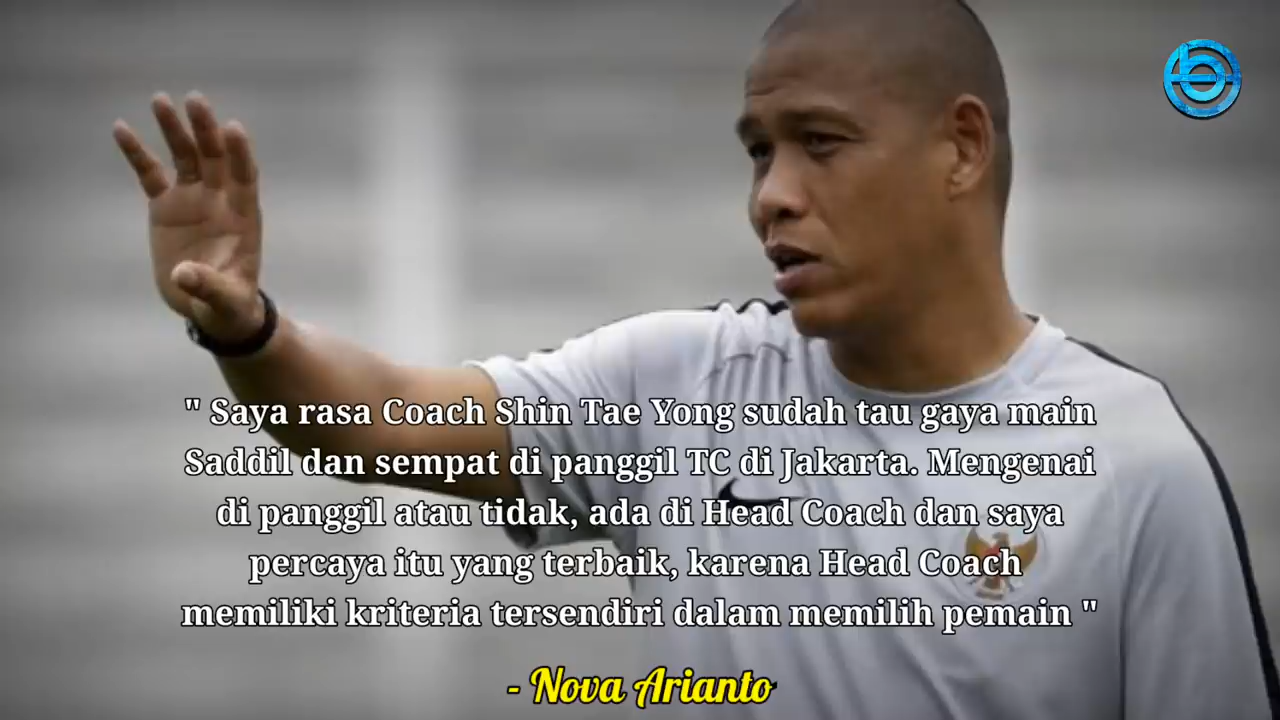 " Saya rasa Coach Shin Tae Yong sudah tau gaya main
Saddil dan sempat di panggil TC di Jakarta. Mengenai
di panggil atau tidak, ada di Head Coach dan saya
percaya itu yang terbaik, karena Head Coach
memiliki kriteria tersendiri dalam memilih pemain "
- Nova Arianto